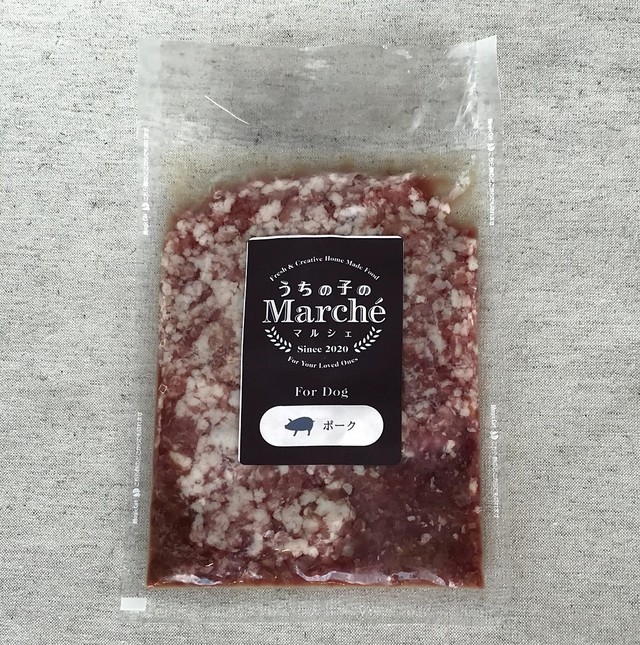 Fresh & Creative Home Made Food
うちの子の
Marché
マルシェ
Since 2020
For Your Loved Ones
For Dog
ポーク